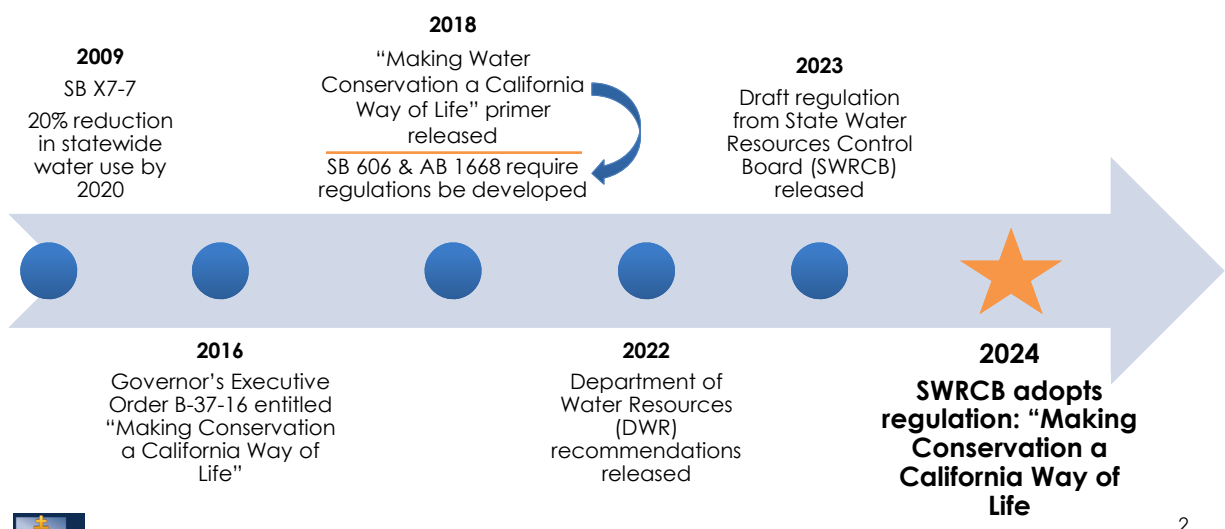 2009
SB X7-7
20% reduction
in statewide
water use by
2020
2018
“Making Water
Conservation a California
Way of Life” primer
released
SB 606 & AB 1668 require
regulations be developed
2023
Draft regulation
from State Water
Resources Control
Board (SWRCB)
released
2016
Governor’s Executive
Order B-37-16 entitled
“Making Conservation
a California Way of
Life”
2022
Department of
Water Resources
(DWR)
recommendations
released
2024
SWRCB adopts
regulation: “Making
Conservation a
California Way of
Life
2